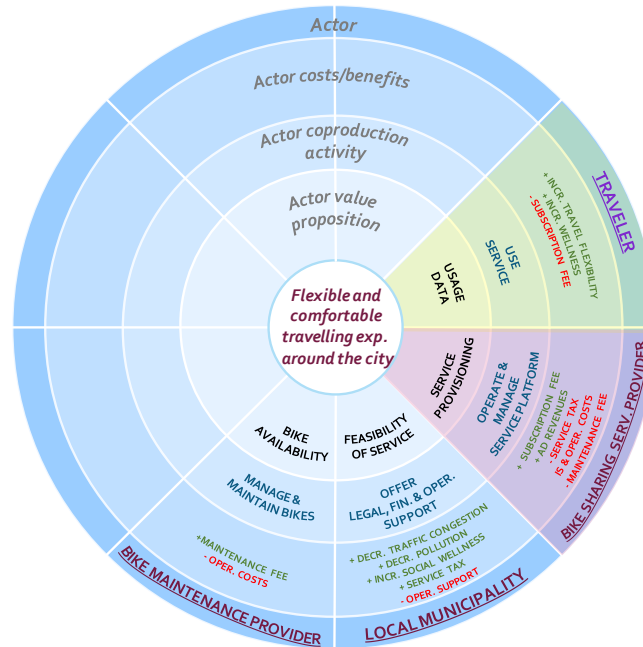 Actor
Actor costs/benefits
Actor coproduction
activity
Actor value
proposition
Flexible and
comfortable
travelling exp.
around the city
TRAVELER
+ INCR. TRAVEL FLEXIBILITY
+ INCR. WELLNESS
- SUBSCRIPTION FEE
USE
SERVICE
USAGE
DATA
BIKE SHARING SERV. PROVIDER
+ SUBSCRIPTION FEE
+ AD REVENUES
- SERVICE TAX
IS & OPER. COSTS
- MAINTENANCE FEE
OPERATE &
MANAGE
SERVICE PLATFORM
SERVICE
PROVISIONING
FEASIBILITY
OF SERVICE
OFFER
LEGAL, FIN. & OPER.
SUPPORT
+ DECR. TRAFFIC CONGESTION
+ DECR. POLLUTION
+ INCR. SOCIAL WELLNESS
+ SERVICE TAX
- OPER. SUPPORT
LOCAL MUNICIPALITY
BIKE
AVAILABILITY
MANAGE &
MAINTAIN BIKES
+MAINTENANCE FEE
- OPER. COSTS
BIKE MAINTENANCE PROVIDER